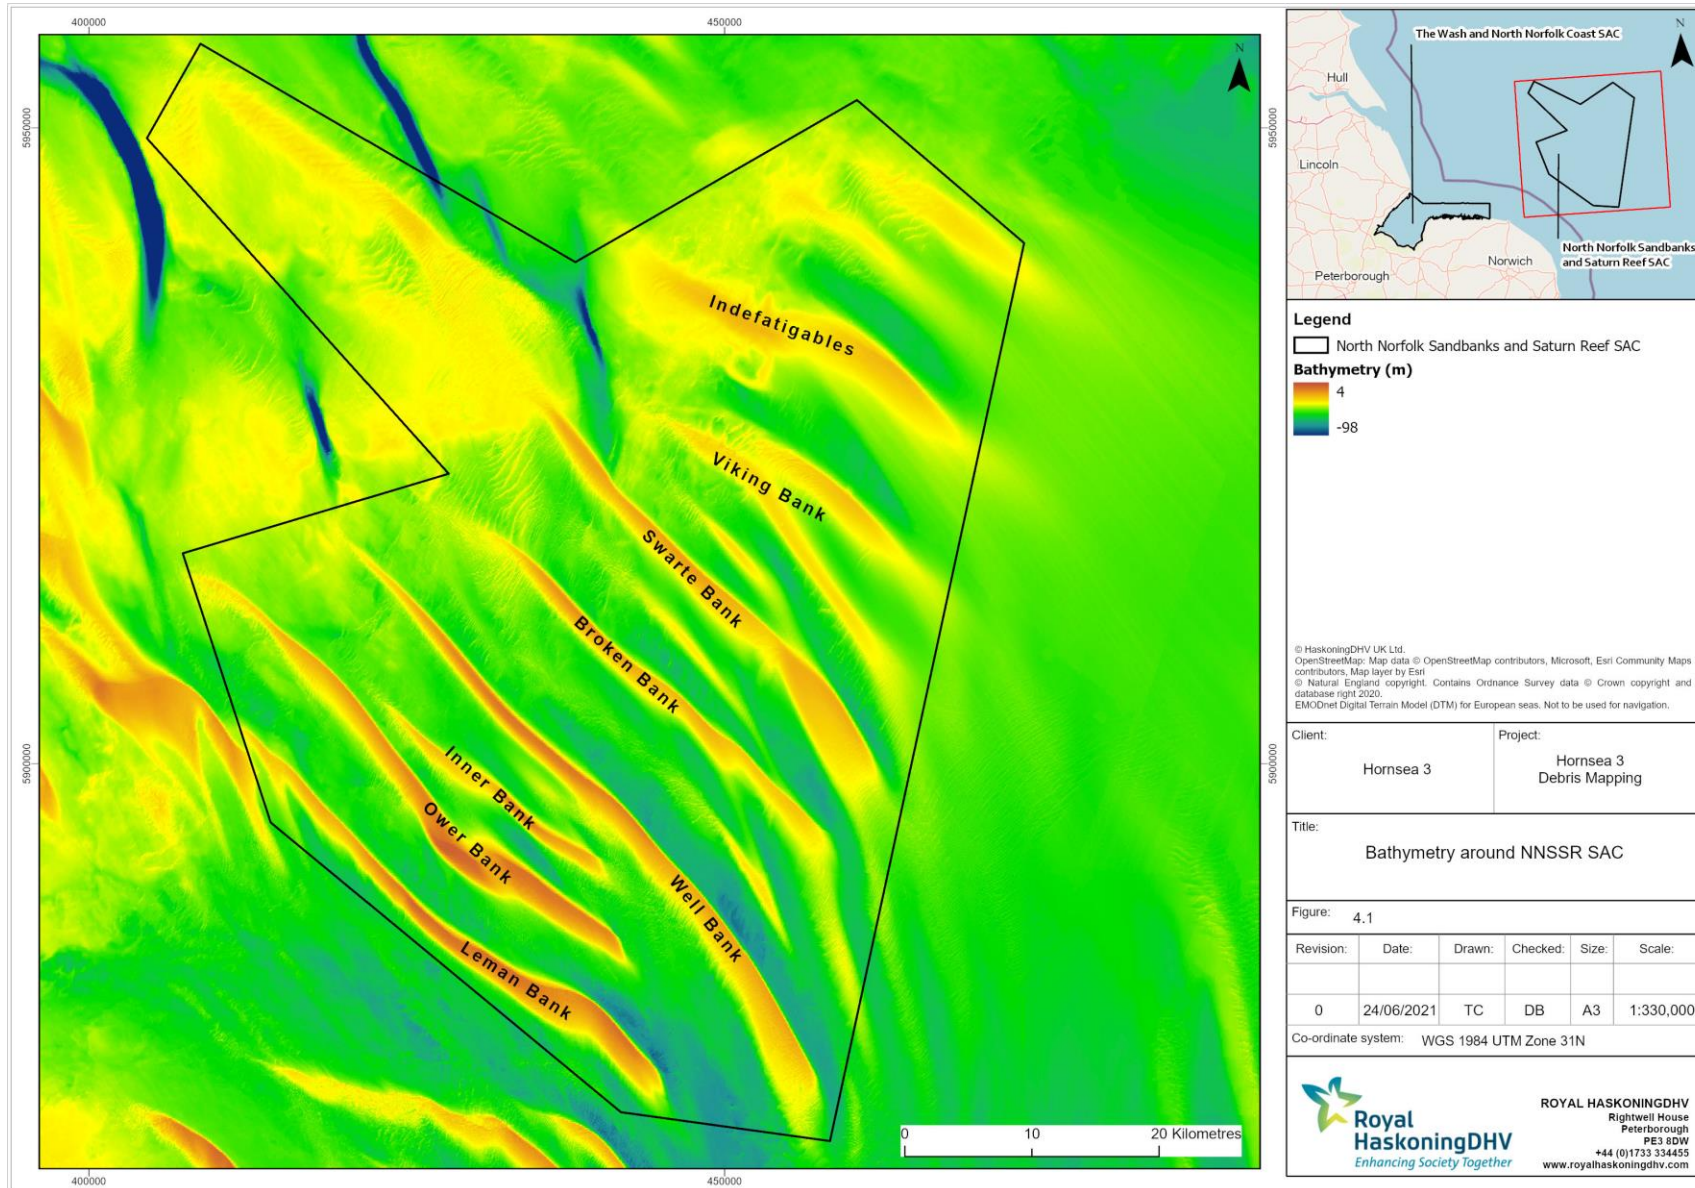 400000
450000
5950000
5950000
5900000
5900000
400000
450000
N
Indefatigables
Viking Bank
Swarte Bank
Broken Bank
Inner Bank
Ower Bank
Well Bank
Leman Bank
0 10 20 Kilometres
N
The Wash and North Norfolk Coast SAC
Hull
Lincoln
Peterborough
Norwich
North Norfolk Sandbanks
and Saturn Reef SAC
Legend
North Norfolk Sandbanks and Saturn Reef SAC
Bathymetry (m)
4
-98
© HaskoningDHV UK Ltd.
OpenStreetMap: Map data © OpenStreetMap contributors, Microsoft, Esri Community Maps
contributors, Map layer by Esri
© Natural England copyright. Contains Ordnance Survey data © Crown copyright and
database right 2020.
EMODnet Digital Terrain Model (DTM) for European seas. Not to be used for navigation.
Client:
Hornsea 3
Project:
Hornsea 3
Debris Mapping
Title:
Bathymetry around NNSSR SAC
Figure: 4.1
Revision: Date: Drawn: Checked: Size: Scale:
0 24/06/2021 TC DB A3 1:330,000
Co-ordinate system: WGS 1984 UTM Zone 31N
Royal
HaskoningDHV
Enhancing Society Together
ROYAL HASKONINGDHV
Rightwell House
Peterborough
PE3 8DW
+44 (0)1733 334455
www.royalhaskoningdhv.com